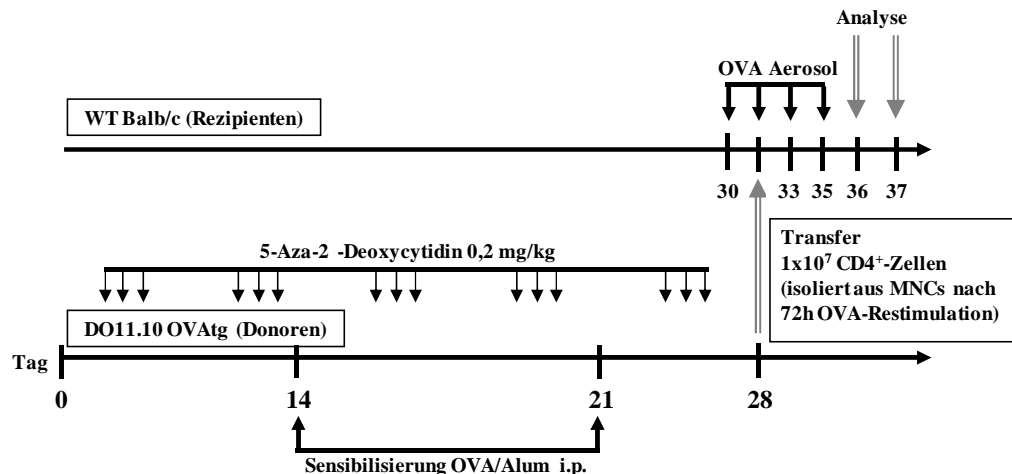 Analyse
OVA Aerosol
WT Balb/c (Rezipienten)
30 33 35 36 37
5-Aza-2 -Deoxycytidin 0,2 mg/kg
Transfer
1x10⁷ CD4⁺-Zellen
(isoliert aus MNCs nach
72h OVA-Restimulation)
DO11.10 OVAtg (Donoren)
Tag
0 14 21 28
Sensibilisierung OVA/Alum i.p.